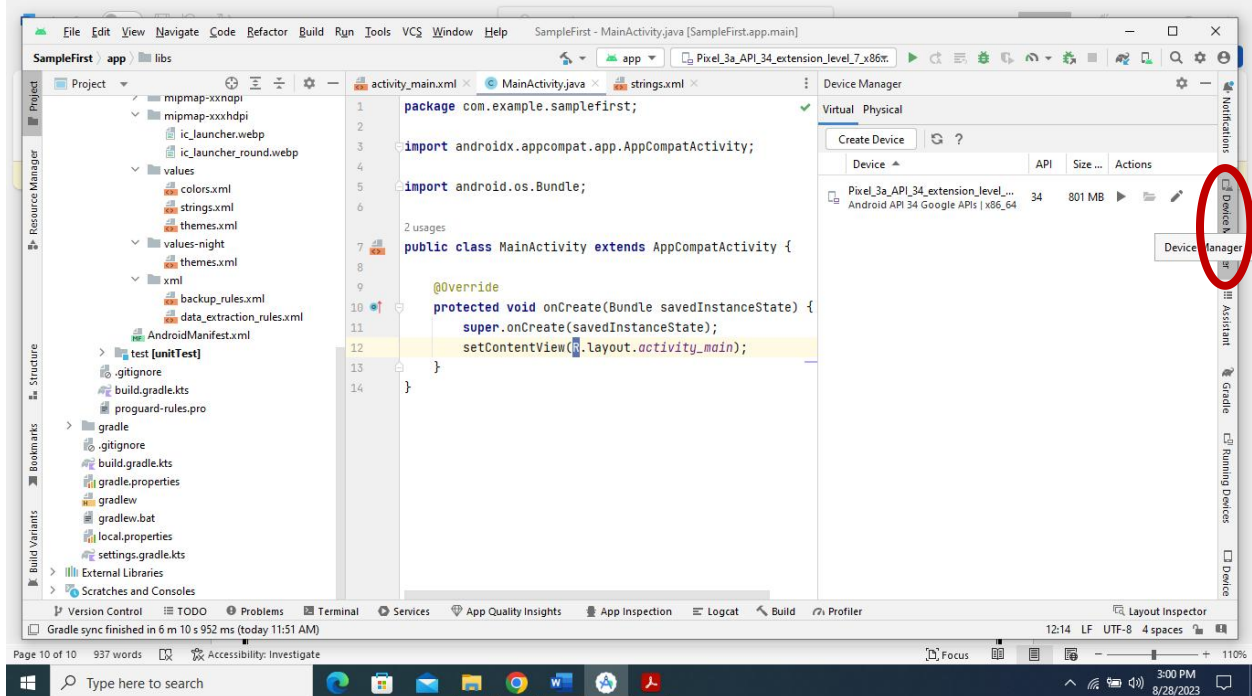 File Edit View Navigate Code Refactor Build Run Tools VCS Window Help SampleFirst - MainActivity.java [SampleFirst.app.main]
SampleFirst app libs
app Pixel_3a_API_34_extension_level_7_x86
Project
activity_main.xml MainActivity.java strings.xml
Device Manager
Project
Resource Manager
Structure
Bookmarks
Build Variants
mipmap-xxhdpi
mipmap-xxxhdpi
ic_launcher.webp
ic_launcher_round.webp
values
colors.xml
strings.xml
themes.xml
values-night
themes.xml
xml
backup_rules.xml
data_extraction_rules.xml
AndroidManifest.xml
test [unitTest]
.gitignore
build.gradle.kts
proguard-rules.pro
gradle
.gitignore
build.gradle.kts
gradle.properties
gradlew
gradlew.bat
local.properties
settings.gradle.kts
External Libraries
Scratches and Consoles
1 package com.example.samplefirst;
2
3 import androidx.appcompat.app.AppCompatActivity;
4
5 import android.os.Bundle;
6
2 usages
7 public class MainActivity extends AppCompatActivity {
8
9 @Override
10 protected void onCreate(Bundle savedInstanceState) {
11 super.onCreate(savedInstanceState);
12 setContentView(R.layout.activity_main);
13 }
14 }
Virtual Physical
Create Device ?
Device API Size ... Actions
Pixel_3a_API_34_extension_level_... 34 801 MB
Android API 34 Google APIs | x86_64
Device Manager
Notifications
Device M
Assistant
Gradle
Running Devices
Device
Version Control TODO Problems Terminal Services App Quality Insights App Inspection Logcat Build Profiler Layout Inspector
Gradle sync finished in 6 m 10 s 952 ms (today 11:51 AM) 12:14 LF UTF-8 4 spaces
Page 10 of 10 937 words Accessibility: Investigate Focus 110%
Type here to search
3:00 PM
8/28/2023